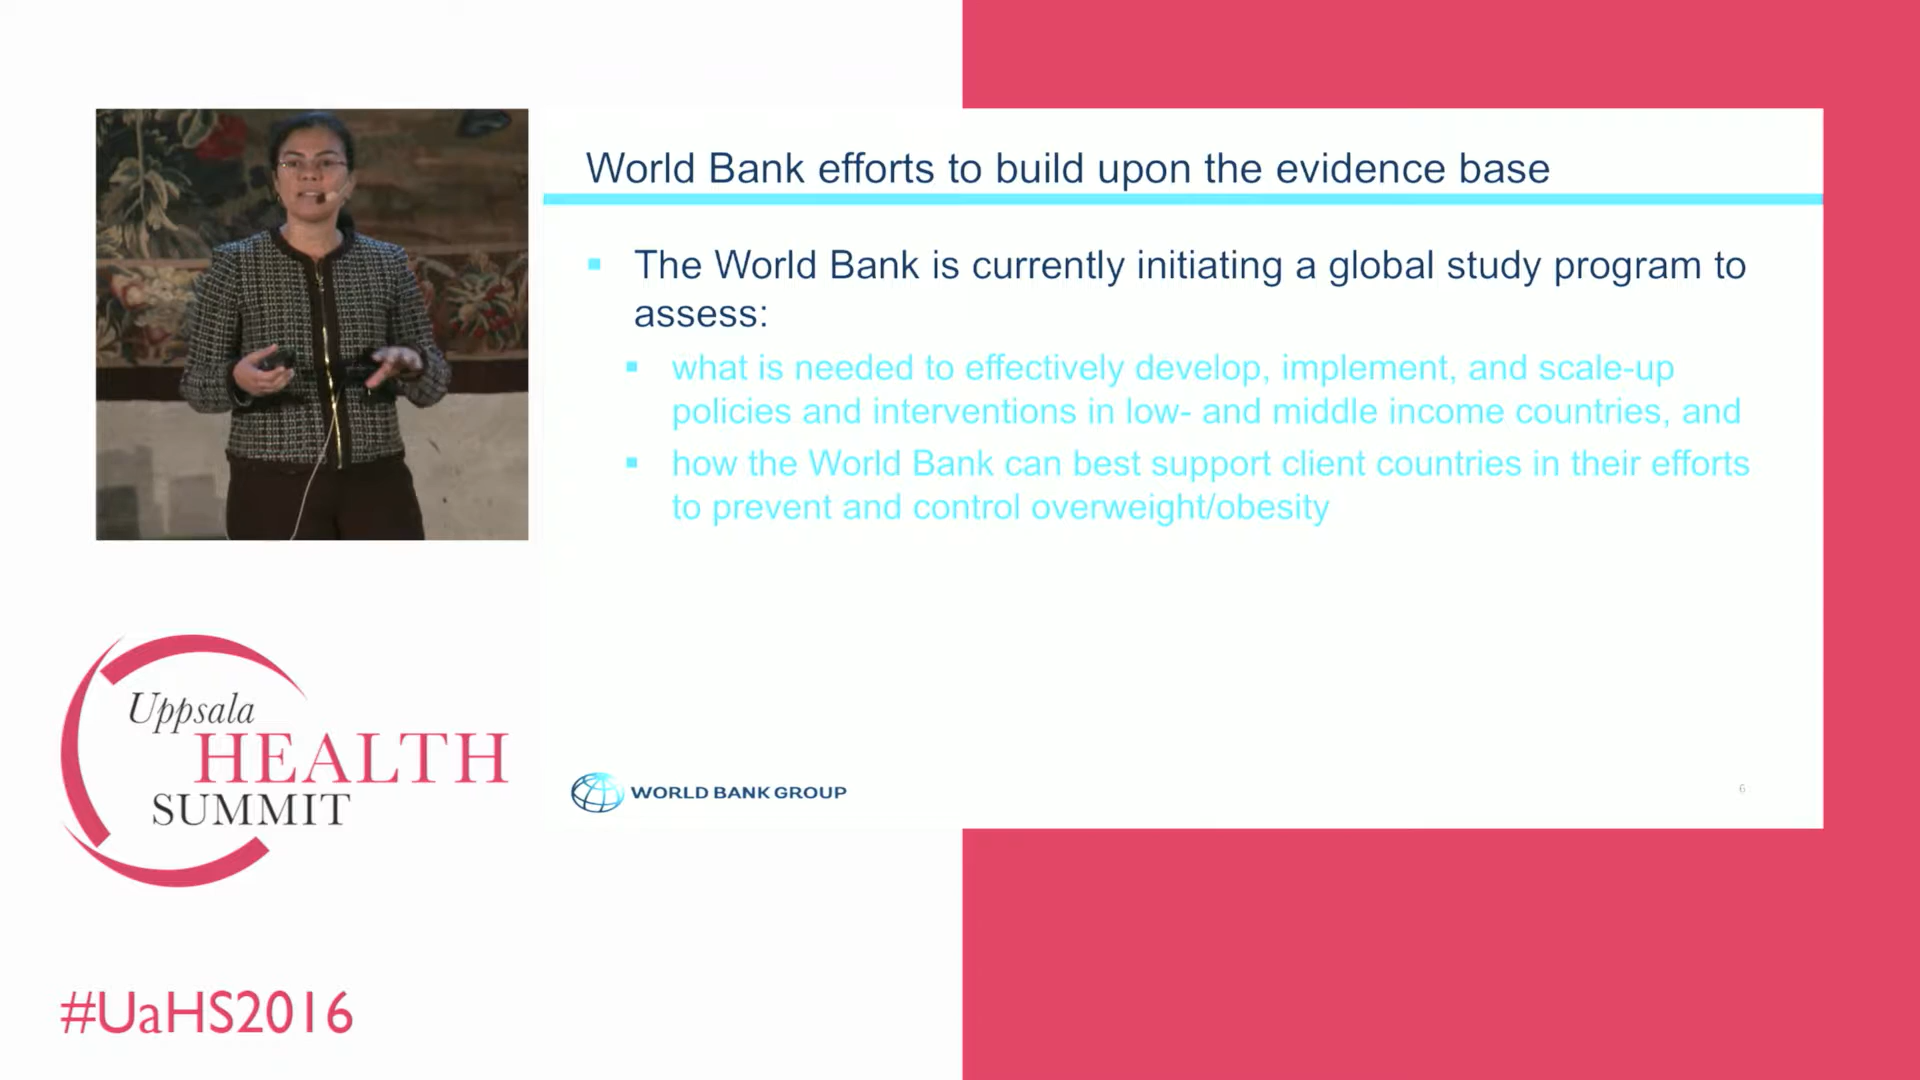 World Bank efforts to build upon the evidence base
▪ The World Bank is currently initiating a global study program to
assess:
▪ what is needed to effectively develop, implement, and scale-up
policies and interventions in low- and middle income countries, and
▪ how the World Bank can best support client countries in their efforts
to prevent and control overweight/obesity
WORLD BANK GROUP
6
Uppsala
HEALTH
SUMMIT
#UaHS2016